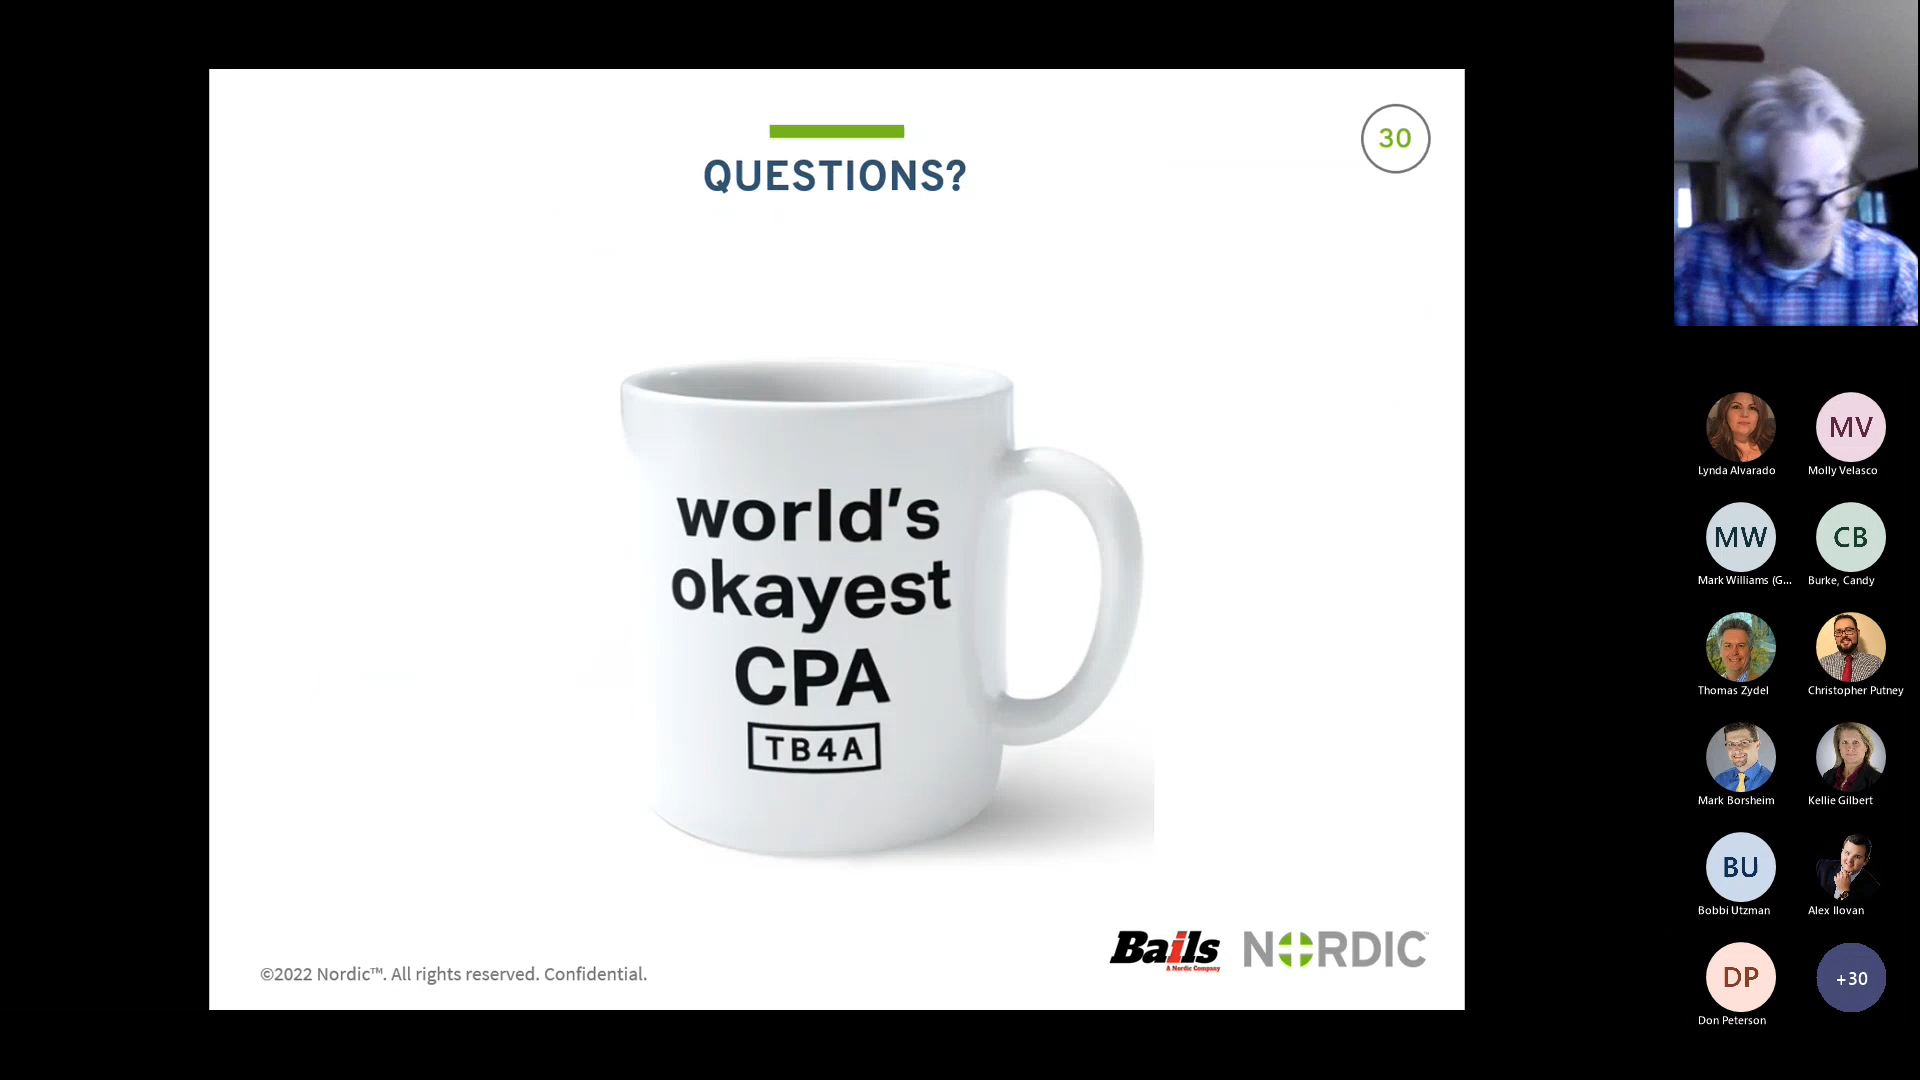 QUESTIONS?
30
world's
okayest
CPA
TB4A
©2022 Nordic™. All rights reserved. Confidential.
Bails
A Nordic Company
NORDIC™
Lynda Alvarado
MV
Molly Velasco
MW
Mark Williams (G...
CB
Burke, Candy
Thomas Zydel
Christopher Putney
Mark Borsheim
Kellie Gilbert
BU
Bobbi Utzman
Alex Ilovan
DP
Don Peterson
+30